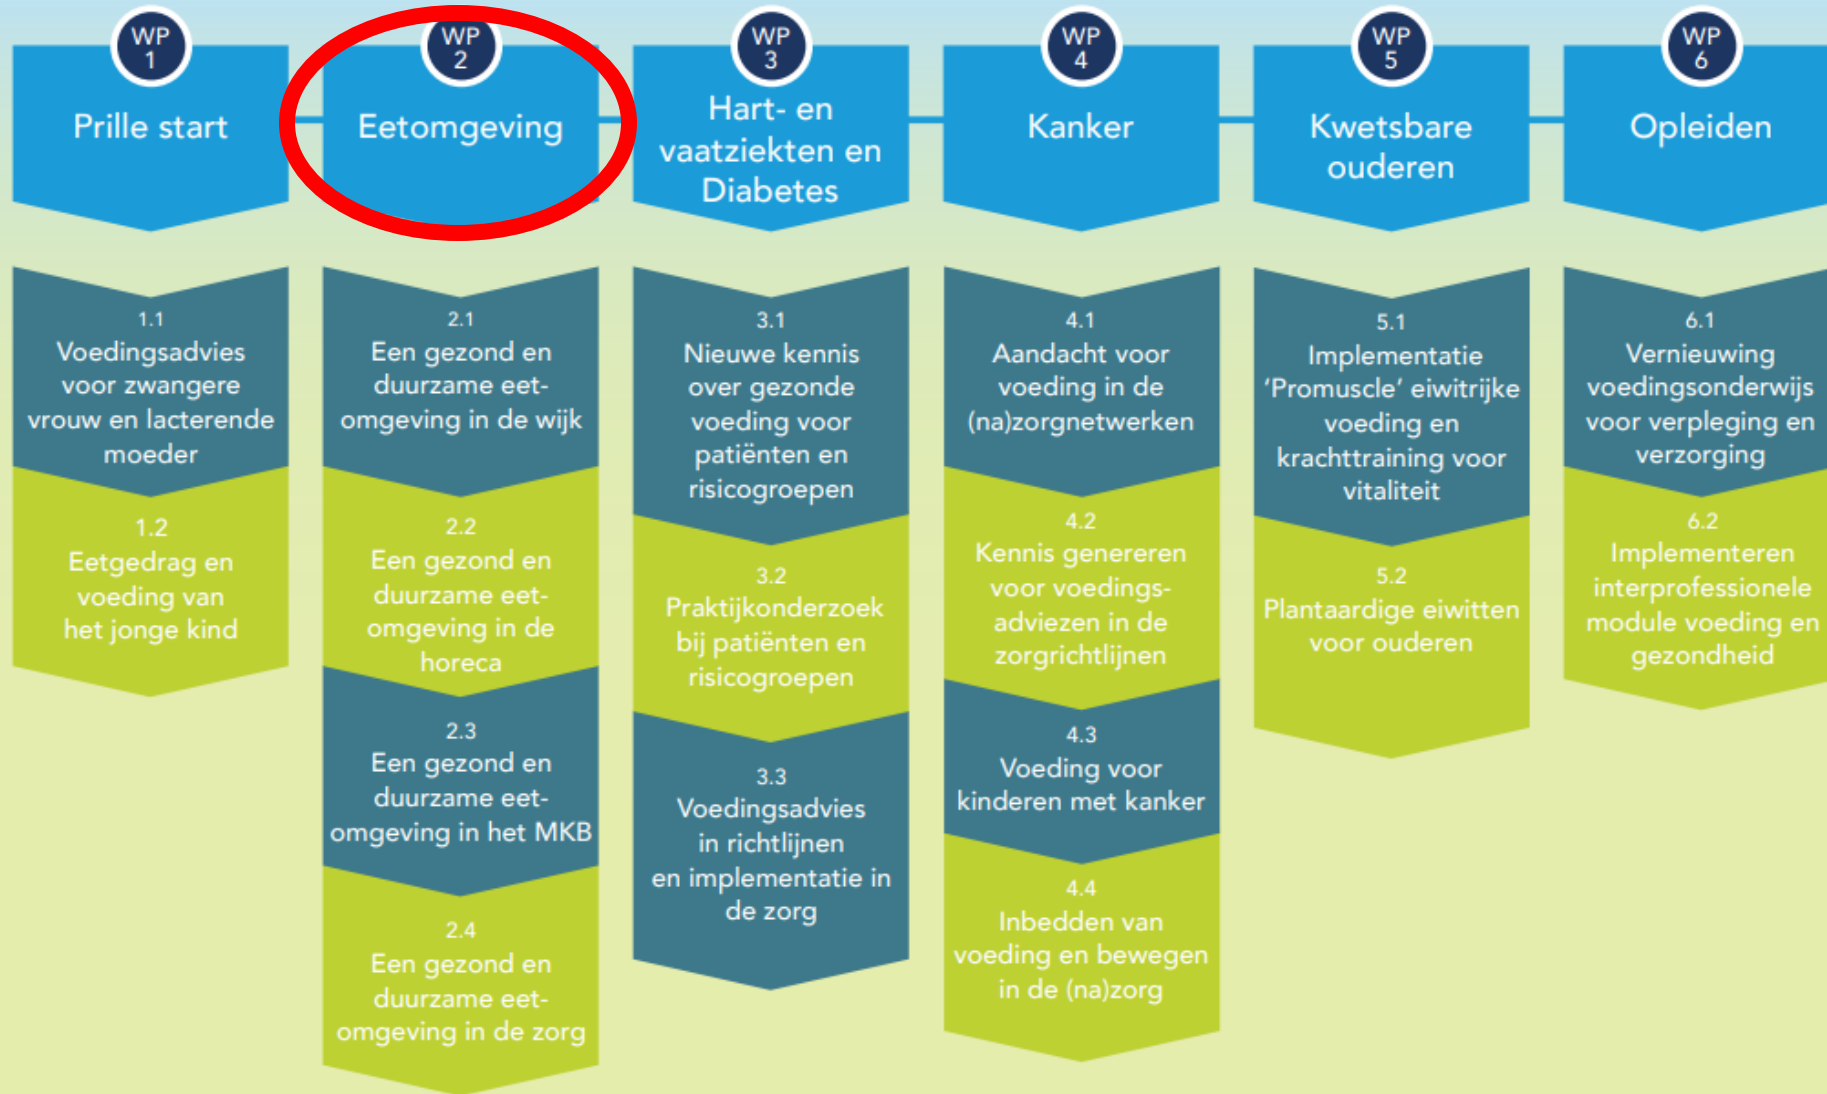 WP
1
Prille start
WP
2
Eetomgeving
WP
3
Hart- en
vaatziekten en
Diabetes
WP
4
Kanker
WP
5
Kwetsbare
ouderen
WP
6
Opleiden
1.1
Voedingsadvies
voor zwangere
vrouw en lacterende
moeder
1.2
Eetgedrag en
voeding van
het jonge kind
2.1
Een gezond en
duurzame eet-
omgeving in de wijk
2.2
Een gezond en
duurzame eet-
omgeving in de
horeca
2.3
Een gezond en
duurzame eet-
omgeving in het MKB
2.4
Een gezond en
duurzame eet-
omgeving in de zorg
3.1
Nieuwe kennis
over gezonde
voeding voor
patiënten en
risicogroepen
3.2
Praktijkonderzoek
bij patiënten en
risicogroepen
3.3
Voedingsadvies
in richtlijnen
en implementatie in
de zorg
4.1
Aandacht voor
voeding in de
(na)zorgnetwerken
4.2
Kennis genereren
voor voedings-
adviezen in de
zorgrichtlijnen
4.3
Voeding voor
kinderen met kanker
4.4
Inbedden van
voeding en bewegen
in de (na)zorg
5.1
Implementatie
‘Promuscle’ eiwitrijke
voeding en
krachttraining voor
vitaliteit
5.2
Plantaardige eiwitten
voor ouderen
6.1
Vernieuwing
voedingsonderwijs
voor verpleging en
verzorging
6.2
Implementeren
interprofessionele
module voeding en
gezondheid